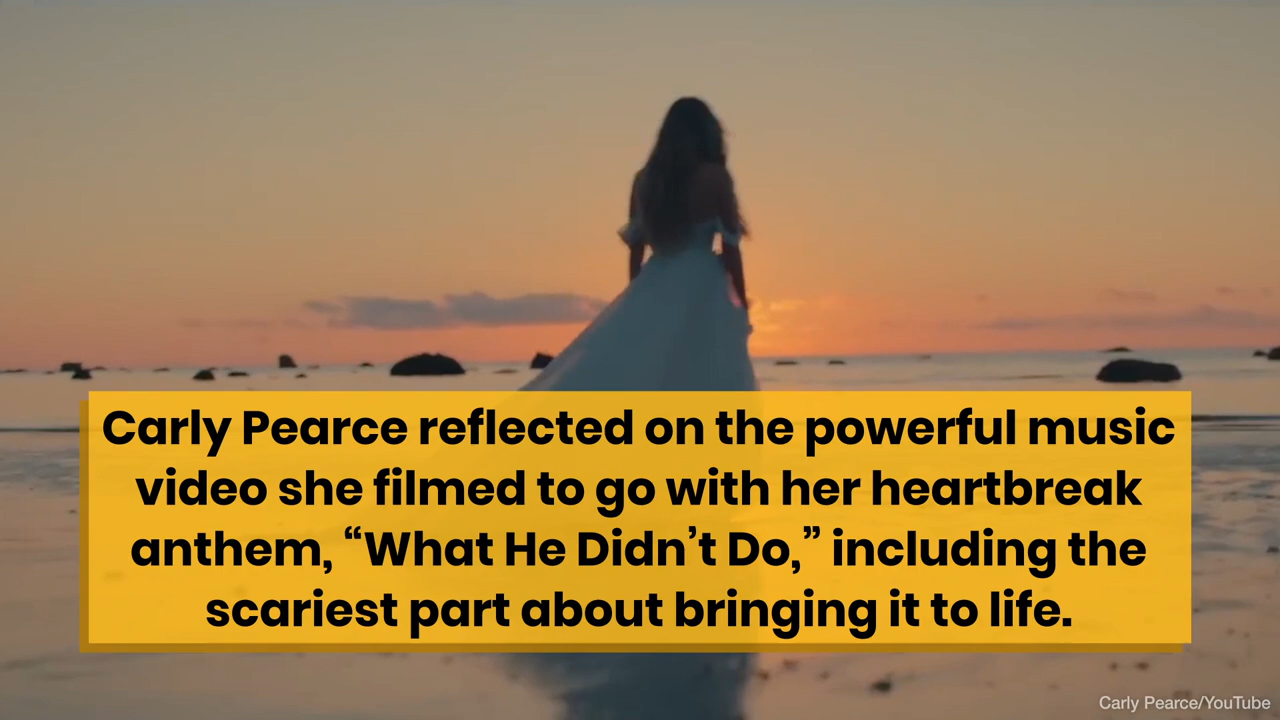 Carly Pearce reflected on the powerful music
video she filmed to go with her heartbreak
anthem, “What He Didn’t Do,” including the
scariest part about bringing it to life.
Carly Pearce/YouTube